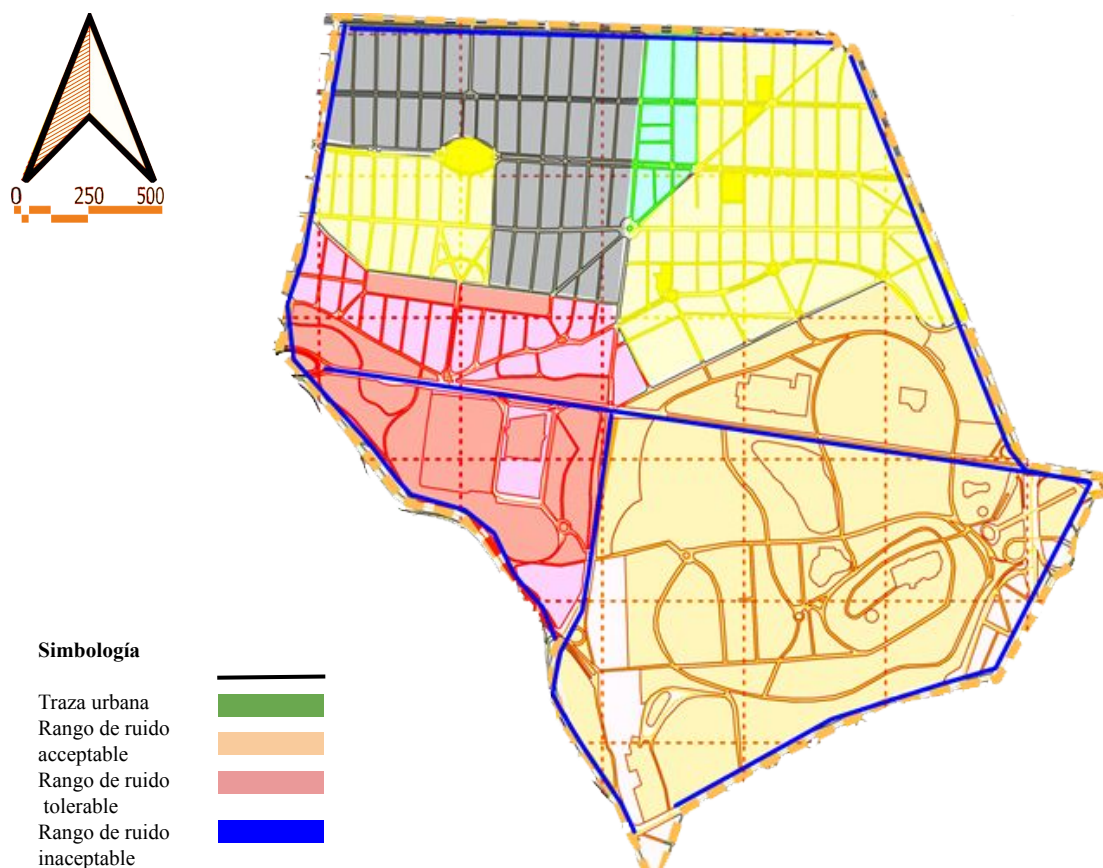 0 250 500
Simbología
Traza urbana
Rango de ruido
acceptable
Rango de ruido
tolerable
Rango de ruido
inaceptable